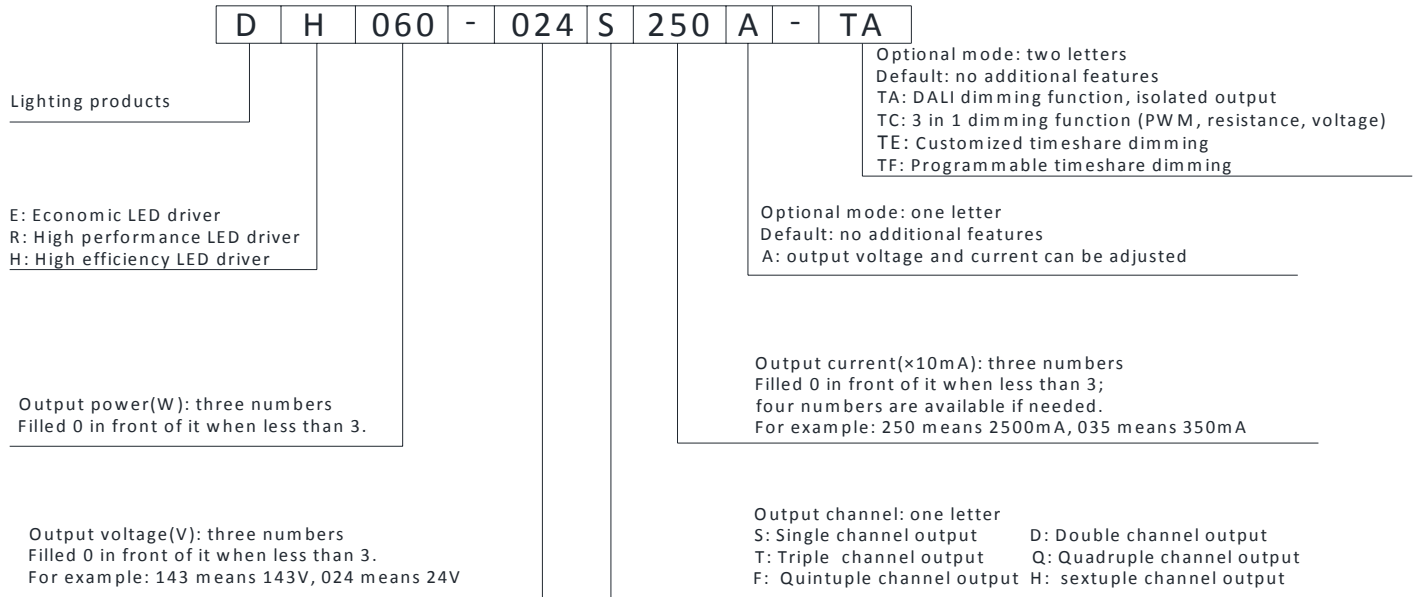 D H 060 - 024 S 250 A - TA
Optional mode: two letters
Default: no additional features
TA: DALI dimming function, isolated output
TC: 3 in 1 dimming function (PWM, resistance, voltage)
TE: Customized timeshare dimming
TF: Programmable timeshare dimming
Lighting products
E: Economic LED driver
R: High performance LED driver
H: High efficiency LED driver
Optional mode: one letter
Default: no additional features
A: output voltage and current can be adjusted
Output power(W): three numbers
Filled 0 in front of it when less than 3.
Output current(×10mA): three numbers
Filled 0 in front of it when less than 3;
four numbers are available if needed.
For example: 250 means 2500mA, 035 means 350mA
Output voltage(V): three numbers
Filled 0 in front of it when less than 3.
For example: 143 means 143V, 024 means 24V
Output channel: one letter
S: Single channel output D: Double channel output
T: Triple channel output Q: Quadruple channel output
F: Quintuple channel output H: sextuple channel output